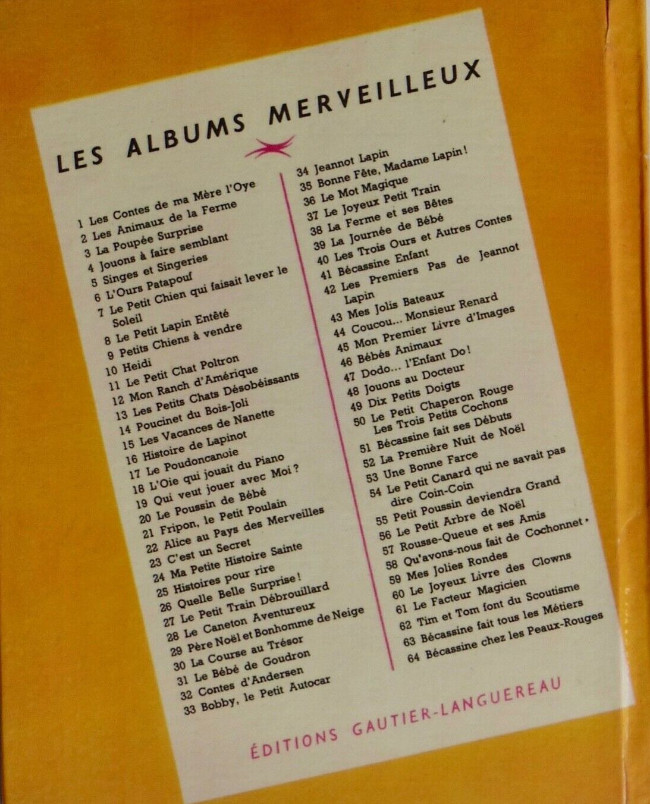 LES ALBUMS MERVEILLEUX
1 Les Contes de ma Mère l'Oye
2 Les Animaux de la Ferme
3 La Poupée Surprise
4 Jouons à faire semblant
5 Singes et Singeries
6 L'Ours Patapouf
7 Le Petit Chien qui faisait lever le
Soleil
8 Le Petit Lapin Entêté
9 Petits Chiens à vendre
10 Heidi
11 Le Petit Chat Poltron
12 Mon Ranch d'Amérique
13 Les Petits Chats Désobéissants
14 Poucinet du Bois-Joli
15 Les Vacances de Nanette
16 Histoire de Lapinot
17 Le Poudoncanoie
18 L'Oie qui jouait du Piano
19 Qui veut jouer avec Moi ?
20 Le Poussin de Bébé
21 Fripon, le Petit Poulain
22 Alice au Pays des Merveilles
23 C'est un Secret
24 Ma Petite Histoire Sainte
25 Histoires pour rire
26 Quelle Belle Surprise !
27 Le Petit Train Débrouillard
28 Le Caneton Aventureux
29 Père Noël et Bonhomme de Neige
30 La Course au Trésor
31 Le Bébé de Goudron
32 Contes d'Andersen
33 Bobby, le Petit Autocar
34 Jeannot Lapin
35 Bonne Fête, Madame Lapin !
36 Le Mot Magique
37 Le Joyeux Petit Train
38 La Ferme et ses Bêtes
39 La Journée de Bébé
40 Les Trois Ours et Autres Contes
41 Bécassine Enfant
42 Les Premiers Pas de Jeannot
Lapin
43 Mes Jolis Bateaux
44 Coucou... Monsieur Renard
45 Mon Premier Livre d'Images
46 Bébés Animaux
47 Dodo... l'Enfant Do !
48 Jouons au Docteur
49 Dix Petits Doigts
50 Le Petit Chaperon Rouge
Les Trois Petits Cochons
51 Bécassine fait ses Débuts
52 La Première Nuit de Noël
53 Une Bonne Farce
54 Le Petit Canard qui ne savait pas
dire Coin-Coin
55 Petit Poussin deviendra Grand
56 Le Petit Arbre de Noël
57 Rousse-Queue et ses Amis
58 Qu'avons-nous fait de Cochonnet
59 Mes Jolies Rondes
60 Le Joyeux Livre des Clowns
61 Le Facteur Magicien
62 Tim et Tom font du Scoutisme
63 Bécassine fait tous les Métiers
64 Bécassine chez les Peaux-Rouges
ÉDITIONS GAUTIER-LANGUEREAU